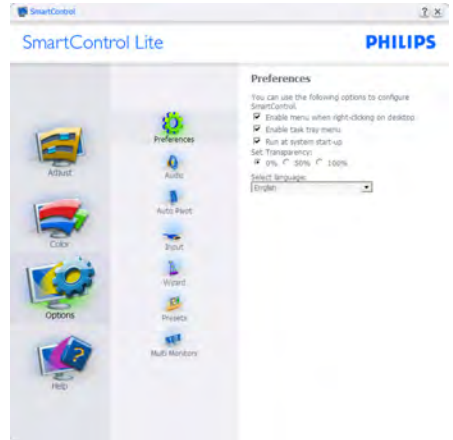 SmartControl
? X
SmartControl Lite
PHILIPS
Adjust
Color
Options
Help
Preferences
Audio
Auto Pivot
Input
Wizard
Presets
Multi Monitors
Preferences
You can use the following options to configure
SmartControl.
Enable menu when right-clicking on desktop
Enable task tray menu
Run at system start-up
Set Transparency:
0% 50% 100%
Select language:
English